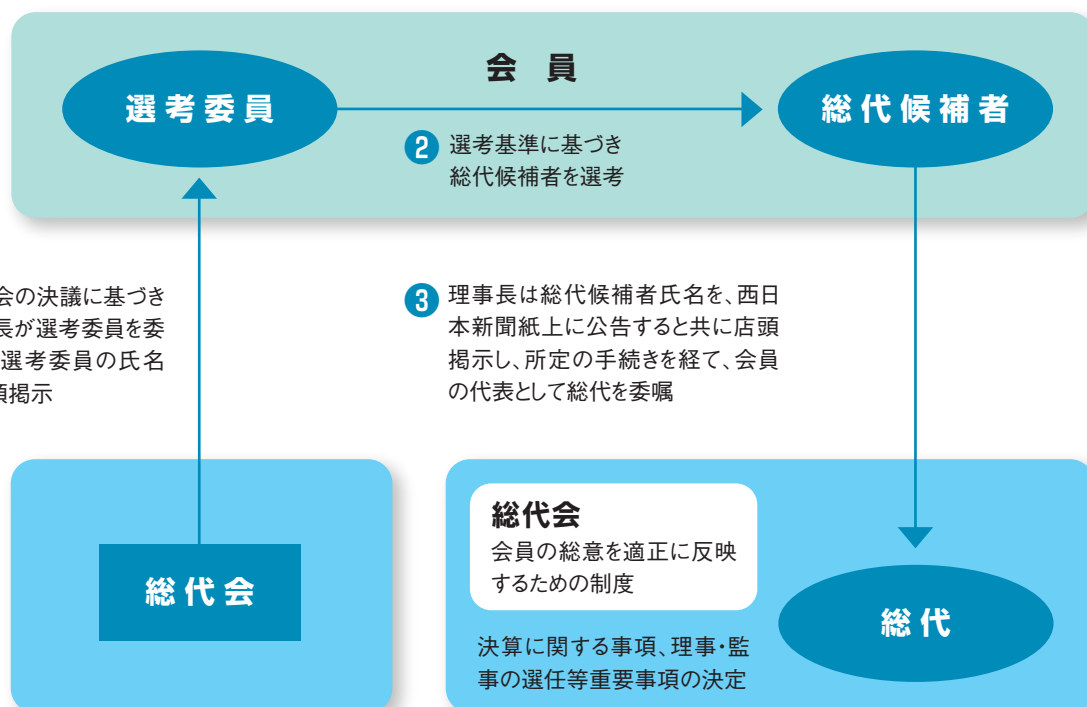 会員
選考委員
総代候補者
❷ 選考基準に基づき
総代候補者を選考
会の決議に基づき
長が選考委員を委
選考委員の氏名
掲示
❸ 理事長は総代候補者氏名を、西日
本新聞紙上に公告すると共に店頭
掲示し、所定の手続きを経て、会員
の代表として総代を委嘱
総代会
総代会
会員の総意を適正に反映
するための制度
決算に関する事項、理事・監
事の選任等重要事項の決定
総代